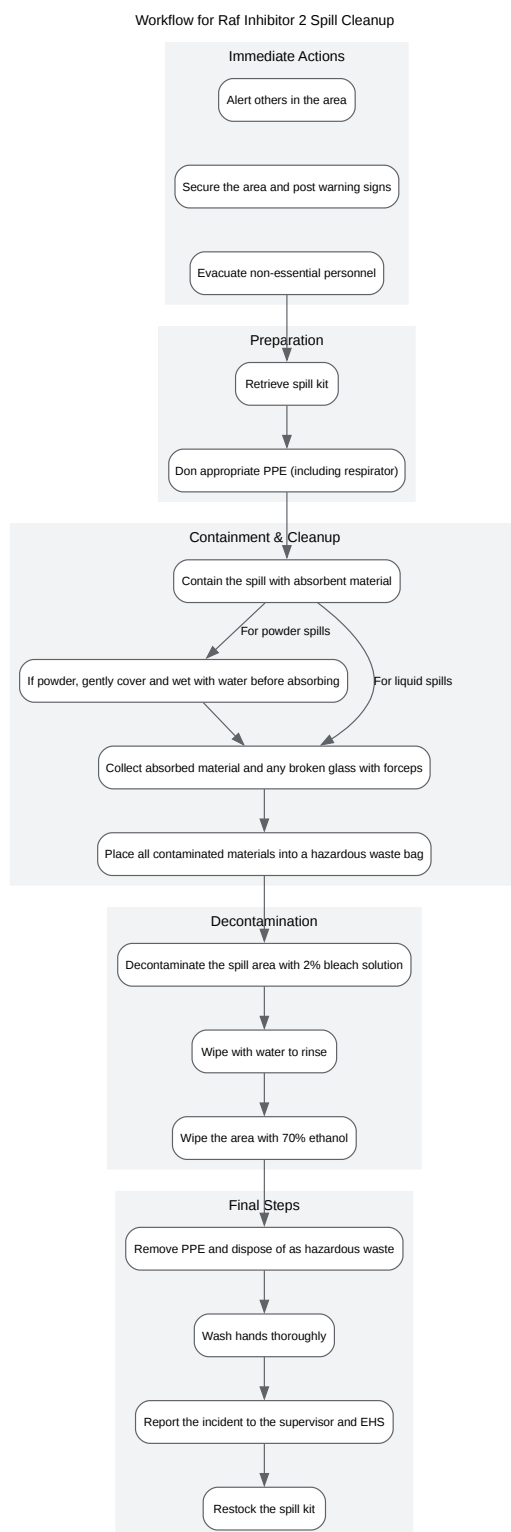 Workflow for Raf Inhibitor 2 Spill Cleanup
Immediate Actions
Alert others in the area
Secure the area and post warning signs
Evacuate non-essential personnel
Preparation
Retrieve spill kit
Don appropriate PPE (including respirator)
Containment & Cleanup
Contain the spill with absorbent material
For powder spills
If powder, gently cover and wet with water before absorbing
For liquid spills
Collect absorbed material and any broken glass with forceps
Place all contaminated materials into a hazardous waste bag
Decontamination
Decontaminate the spill area with 2% bleach solution
Wipe with water to rinse
Wipe the area with 70% ethanol
Final Steps
Remove PPE and dispose of as hazardous waste
Wash hands thoroughly
Report the incident to the supervisor and EHS
Restock the spill kit